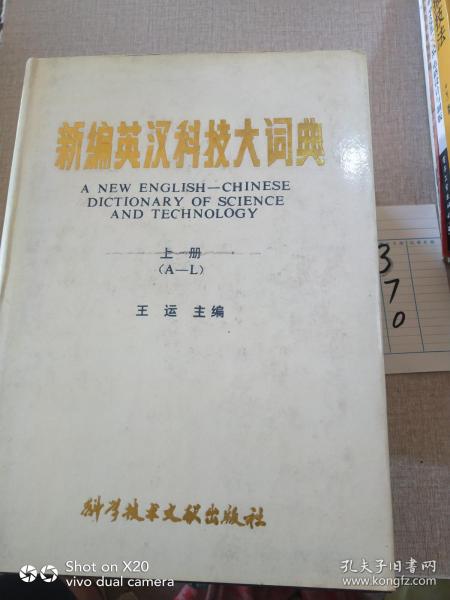 新编英汉科技大词典
A NEW ENGLISH—CHINESE
DICTIONARY OF SCIENCE
AND TECHNOLOGY
上册
(A—L)
王运 主编
科学技术文献出版社
370
Shot on X20
vivo dual camera
孔夫子旧书网
www.kongfz.com